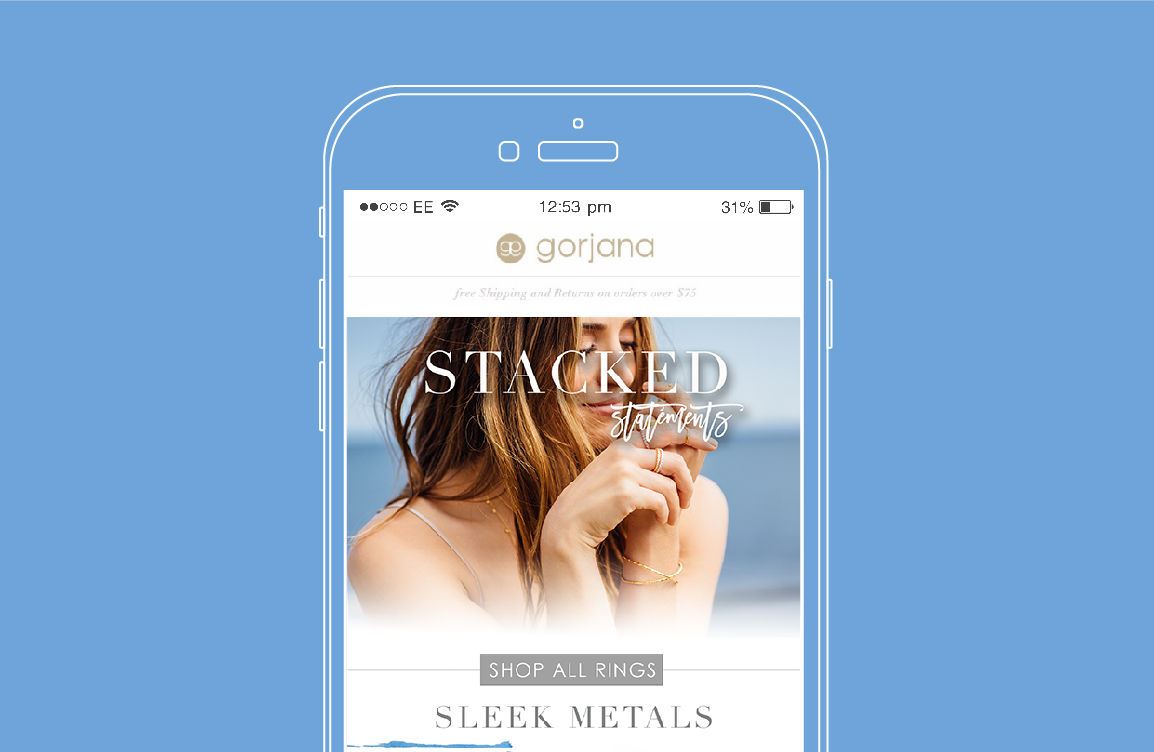 EE 12:53 pm 31%
gorjana
free Shipping and Returns on orders over $75
STACKED
statements
SHOP ALL RINGS
SLEEK METALS